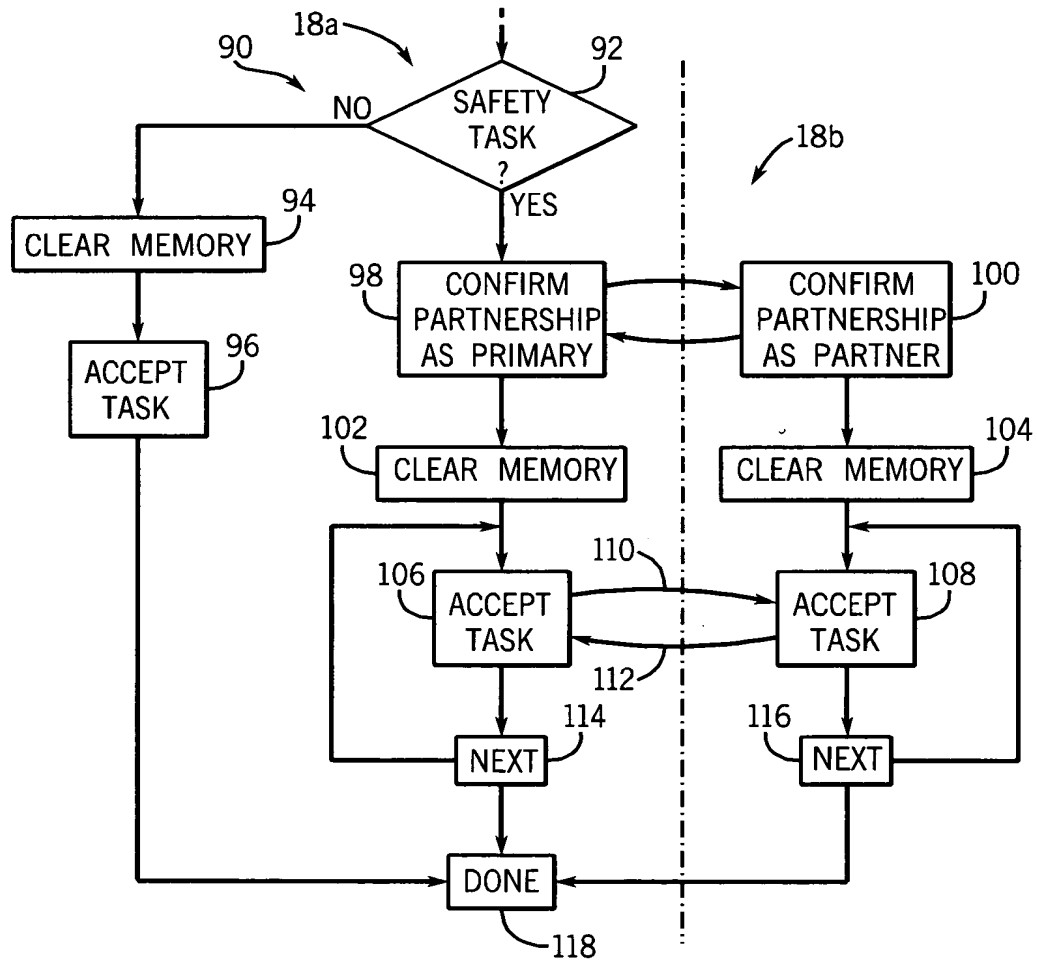 18a
90
92
NO
SAFETY
TASK
?
YES
18b
94
CLEAR MEMORY
98
CONFIRM
PARTNERSHIP
AS PRIMARY
CONFIRM
PARTNERSHIP
AS PARTNER
100
96
ACCEPT
TASK
102
CLEAR MEMORY
CLEAR MEMORY
104
110
106
ACCEPT
TASK
ACCEPT
TASK
108
112
114
NEXT
116
NEXT
DONE
118